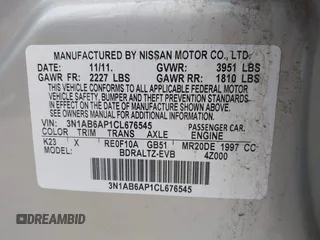 MANUFACTURED BY NISSAN MOTOR CO., LTD.
DATE: 11/11. GVWR: 3951 LBS
GAWR FR: 2227 LBS GAWR RR: 1810 LBS
THIS VEHICLE CONFORMS TO ALL APPLICABLE FEDERAL MOTOR
VEHICLE SAFETY, BUMPER, AND THEFT PREVENTION STANDARDS
IN EFFECT ON THE DATE OF MANUFACTURE SHOWN ABOVE.
SEE OWNER'S MANUAL FOR ADDITIONAL INFORMATION.
VIN: 3N1AB6AP1CL676545 PASSENGER CAR.
COLOR TRIM TRANS AXLE ENGINE
K23 X RE0F10A GB51 MR20DE 1997 CC
MODEL: BDRALTZ-EVB 4Z000
3N1AB6AP1CL676545
DREAMBID